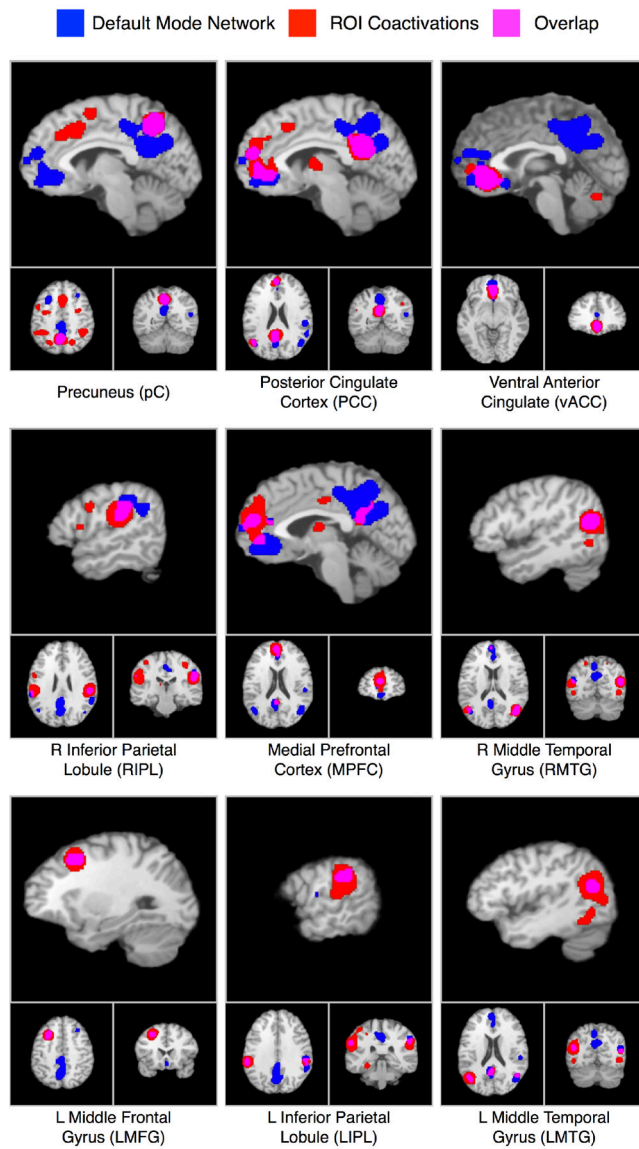 Default Mode Network
ROI Coactivations
Overlap
Precuneus (pC)
Posterior Cingulate
Cortex (PCC)
Ventral Anterior
Cingulate (vACC)
R Inferior Parietal
Lobule (RIPL)
Medial Prefrontal
Cortex (MPFC)
R Middle Temporal
Gyrus (RMTG)
L Middle Frontal
Gyrus (LMFG)
L Inferior Parietal
Lobule (LIPL)
L Middle Temporal
Gyrus (LMTG)